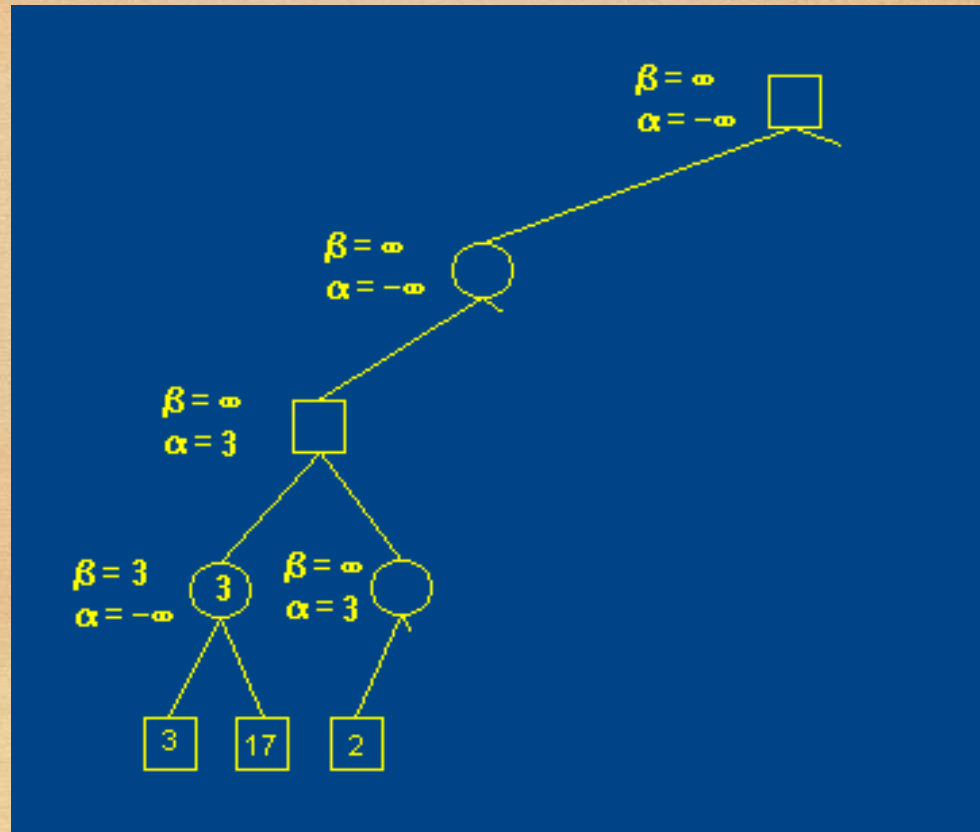 β = ∞
α = −∞
β = ∞
α = −∞
β = ∞
α = 3
β = 3
α = −∞
3
β = ∞
α = 3
3
17
2